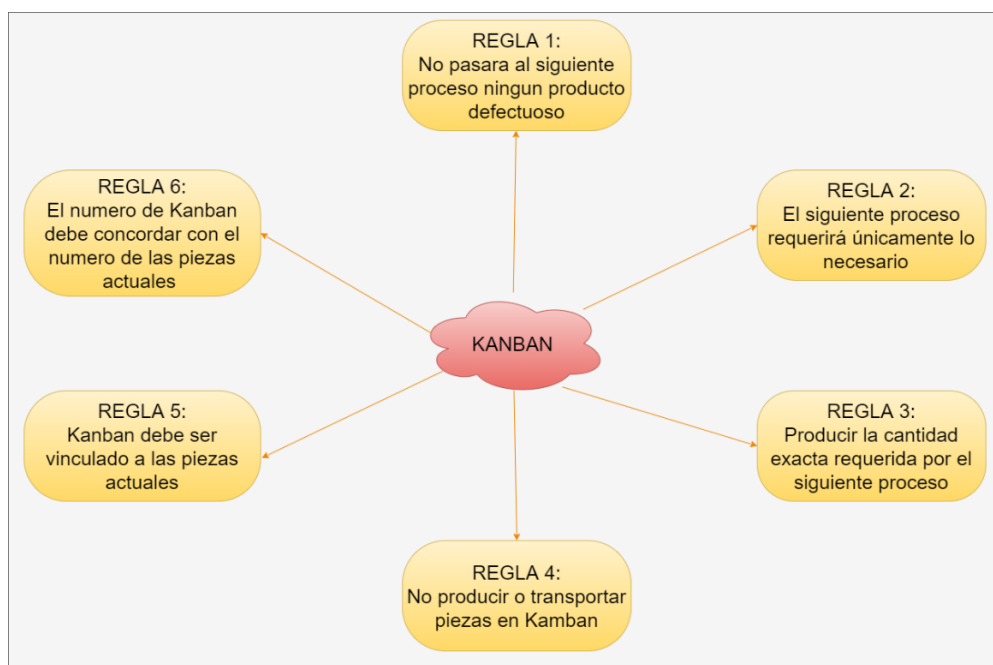 REGLA 1:
No pasara al siguiente
proceso ningun producto
defectuoso
REGLA 6:
El numero de Kanban
debe concordar con el
numero de las piezas
actuales
REGLA 2:
El siguiente proceso
requerirá únicamente lo
necesario
KANBAN
REGLA 5:
Kanban debe ser
vinculado a las piezas
actuales
REGLA 3:
Producir la cantidad
exacta requerida por el
siguiente proceso
REGLA 4:
No producir o transportar
piezas en Kamban